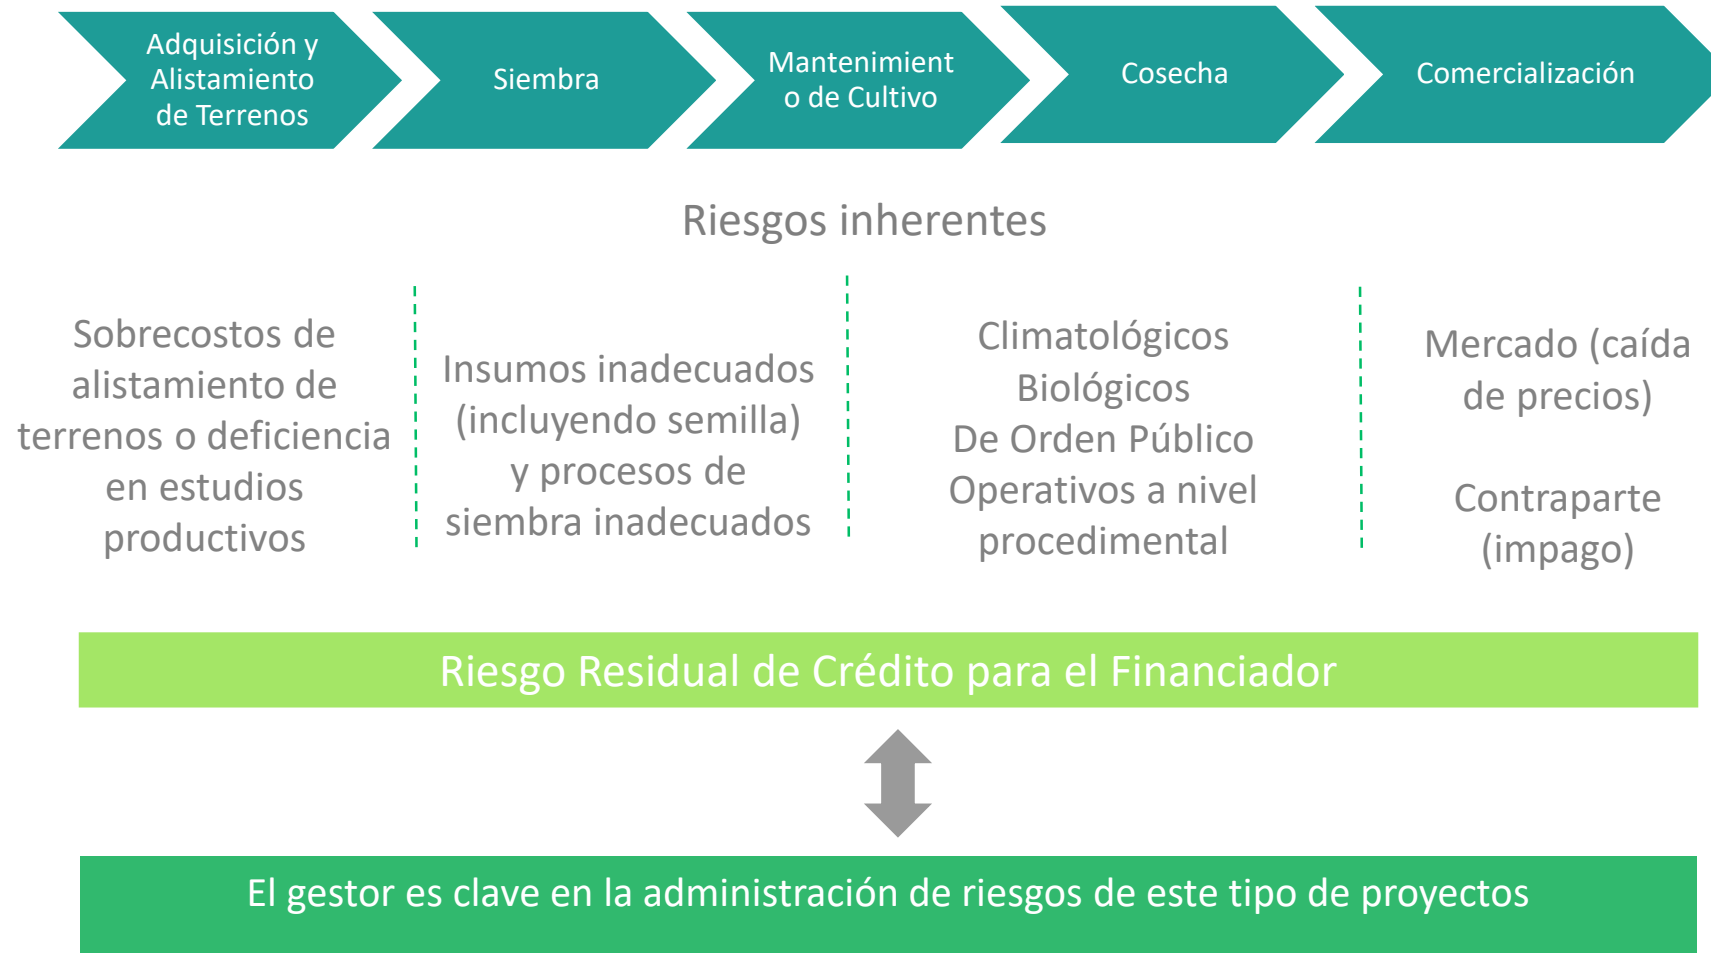 Adquisición y
Alistamiento
de Terrenos
Siembra
Mantenimient
o de Cultivo
Cosecha
Comercialización
Riesgos inherentes
Sobrecostos de
alistamiento de
terrenos o deficiencia
en estudios
productivos
Insumos inadecuados
(incluyendo semilla)
y procesos de
siembra inadecuados
Climatológicos
Biológicos
De Orden Público
Operativos a nivel
procedimental
Mercado (caída
de precios)
Contraparte
(impago)
Riesgo Residual de Crédito para el Financiador
El gestor es clave en la administración de riesgos de este tipo de proyectos